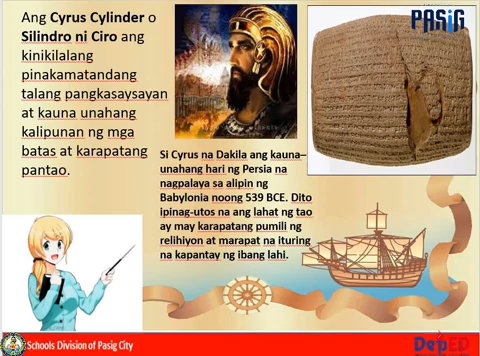 Ang Cyrus Cylinder o
Silindro ni Ciro ang
kinikilalang
pinakamatandang
talang pangkasaysayan
at kauna unahang
kalipunan ng mga
batas at karapatang
pantao.
PASIG
Si Cyrus na Dakila ang kauna–
unahang hari ng Persia na
nagpalaya sa alipin ng
Babylonia noong 539 BCE. Dito
ipinag-utos na ang lahat ng tao
ay may karapatang pumili ng
relihiyon at marapat na ituring
na kapantay ng ibang lahi.
Schools Division of Pasig City
DepED